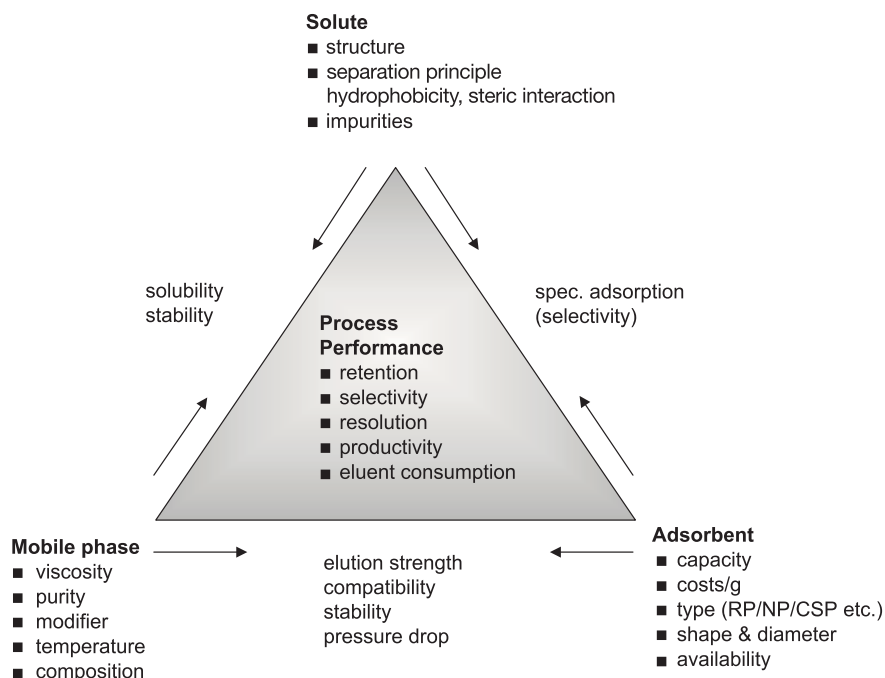 Solute
■ structure
■ separation principle
hydrophobicity, steric interaction
■ impurities
solubility
stability
spec. adsorption
(selectivity)
Process
Performance
■ retention
■ selectivity
■ resolution
■ productivity
■ eluent consumption
Mobile phase
■ viscosity
■ purity
■ modifier
■ temperature
■ composition
elution strength
compatibility
stability
pressure drop
Adsorbent
■ capacity
■ costs/g
■ type (RP/NP/CSP etc.)
■ shape & diameter
■ availability